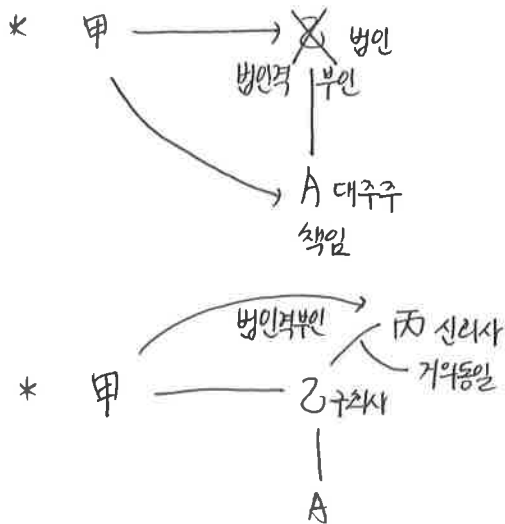 * 甲 乙 법인
법인격 부인
A 대주주
책임
법인격부인
丙 신회사
거의동일
* 甲 乙 구회사
A